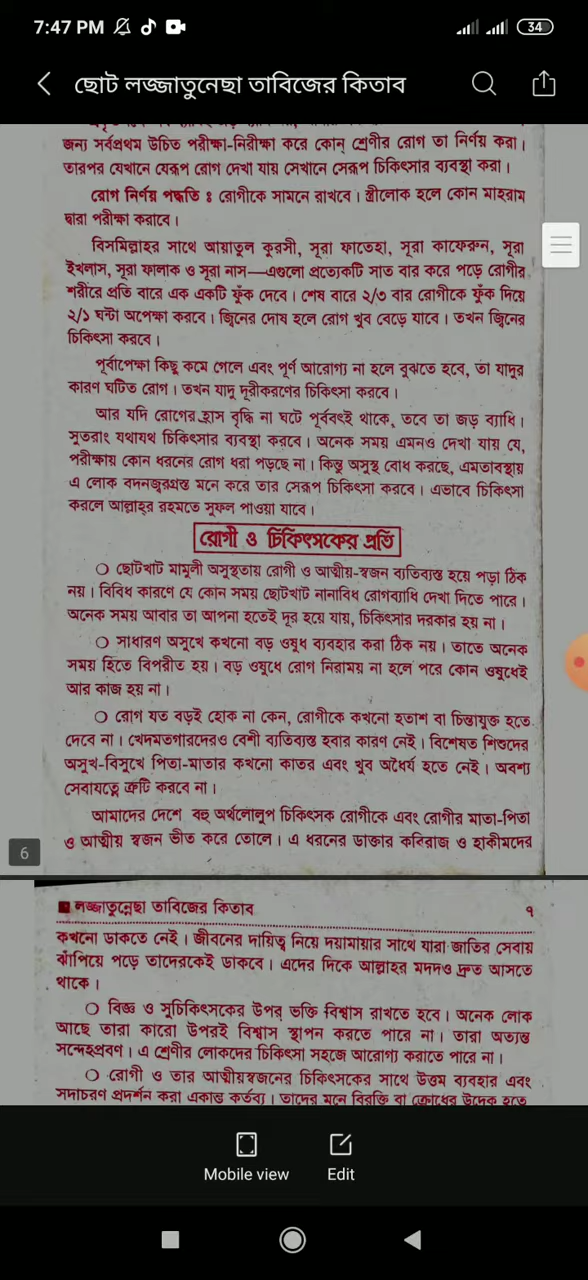 7:47 PM
34
ছোট লজ্জাতুনেছা তাবিজের কিতাব
জন্য সর্বপ্রথম উচিত পরীক্ষা-নিরীক্ষা করে কোন্ শ্রেণীর রোগ তা নির্ণয় করা।
তারপর যেখানে যেরূপ রোগ দেখা যায় সেখানে সেরূপ চিকিৎসার ব্যবস্থা করা।
রোগ নির্ণয় পদ্ধতি ঃ রোগীকে সামনে রাখবে। স্ত্রীলোক হলে কোন মাহরাম
দ্বারা পরীক্ষা করাবে।
বিসমিল্লাহর সাথে আয়াতুল কুরসী, সূরা ফাতেহা, সূরা কাফেরুন, সূরা
ইখলাস, সূরা ফালাক ও সূরা নাস—এগুলো প্রত্যেকটি সাত বার করে পড়ে রোগীর
শরীরে প্রতি বারে এক একটি ফুঁক দেবে। শেষ বারে ২/৩ বার রোগীকে ফুঁক দিয়ে
২/১ ঘন্টা অপেক্ষা করবে। জ্বিনের দোষ হলে রোগ খুব বেড়ে যাবে। তখন জ্বিনের
চিকিৎসা করবে।
পূর্বাপেক্ষা কিছু কমে গেলে এবং পূর্ণ আরোগ্য না হলে বুঝতে হবে, তা যাদুর
কারণ ঘটিত রোগ। তখন যাদু দূরীকরণের চিকিৎসা করবে।
আর যদি রোগের হ্রাস বৃদ্ধি না ঘটে পূর্ববৎই থাকে, তবে তা জড় ব্যাধি।
সুতরাং যথাযথ চিকিৎসার ব্যবস্থা করবে। অনেক সময় এমনও দেখা যায় যে,
পরীক্ষায় কোন ধরনের রোগ ধরা পড়ছে না। কিন্তু অসুস্থ বোধ করছে, এমতাবস্থায়
এ লোক বদনজরগ্রস্ত মনে করে তার সেরূপ চিকিৎসা করবে। এভাবে চিকিৎসা
করলে আল্লাহর রহমতে সুফল পাওয়া যাবে।
রোগী ও চিকিৎসকের প্রতি
○ ছোটখাট মামুলী অসুস্থতায় রোগী ও আত্মীয়-স্বজন ব্যতিব্যস্ত হয়ে পড়া ঠিক
নয়। বিবিধ কারণে যে কোন সময় ছোটখাট নানাবিধ রোগব্যাধি দেখা দিতে পারে।
অনেক সময় আবার তা আপনা হতেই দূর হয়ে যায়, চিকিৎসার দরকার হয় না।
○ সাধারণ অসুখে কখনো বড় ওষুধ ব্যবহার করা ঠিক নয়। তাতে অনেক
সময় হিতে বিপরীত হয়। বড় ওষুধে রোগ নিরাময় না হলে পরে কোন ওষুধেই
আর কাজ হয় না।
○ রোগ যত বড়ই হোক না কেন, রোগীকে কখনো হতাশ বা চিন্তাযুক্ত হতে
দেবে না। খেদমতগারদেরও বেশী ব্যতিব্যস্ত হবার কারণ নেই। বিশেষত শিশুদের
অসুখ-বিসুখে পিতা-মাতার কখনো কাতর এবং খুব অধৈর্য হতে নেই। অবশ্য
সেবাযত্নে ত্রুটি করবে না।
আমাদের দেশে বহু অর্থলোলুপ চিকিৎসক রোগীকে এবং রোগীর মাতা-পিতা
ও আত্মীয় স্বজন ভীত করে তোলে। এ ধরনের ডাক্তার কবিরাজ ও হাকীমদের
6
লজ্জাতুন্নেছা তাবিজের কিতাব ৭
কখনো ডাকতে নেই। জীবনের দায়িত্ব নিয়ে দয়ামায়ার সাথে যারা জাতির সেবায়
ঝাঁপিয়ে পড়ে তাদেরকেই ডাকবে। এদের দিকে আল্লাহর মদদও দ্রুত আসতে
থাকে।
○ বিজ্ঞ ও সুচিকিৎসকের উপর ভক্তি বিশ্বাস রাখতে হবে। অনেক লোক
আছে তারা কারো উপরই বিশ্বাস স্থাপন করতে পারে না। তারা অত্যন্ত
সন্দেহপ্রবণ। এ শ্রেণীর লোকদের চিকিৎসা সহজে আরোগ্য করাতে পারে না।
○ রোগী ও তার আত্মীয়স্বজনের চিকিৎসকের সাথে উত্তম ব্যবহার এবং
সদাচরণ প্রদর্শন করা একান্ত কর্তব্য। তাদের মনে বিরক্তি বা ক্রোধের উদ্রেক হতে
Mobile view
Edit